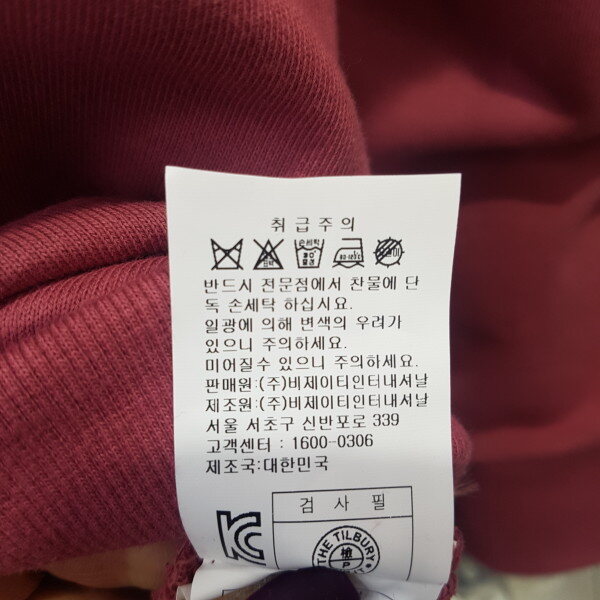 취급주의
손세탁
80-120℃
반드시 전문점에서 찬물에 단
독 손세탁 하십시요.
일광에 의해 변색의 우려가
있으니 주의하세요.
미어질수 있으니 주의하세요.
판매원:(주)비제이티인터내셔날
제조원:(주)비제이티인터내셔날
서울 서초구 신반포로 339
고객센터 : 1600-0306
제조국:대한민국
검사필
THE TILBURY
檢
P